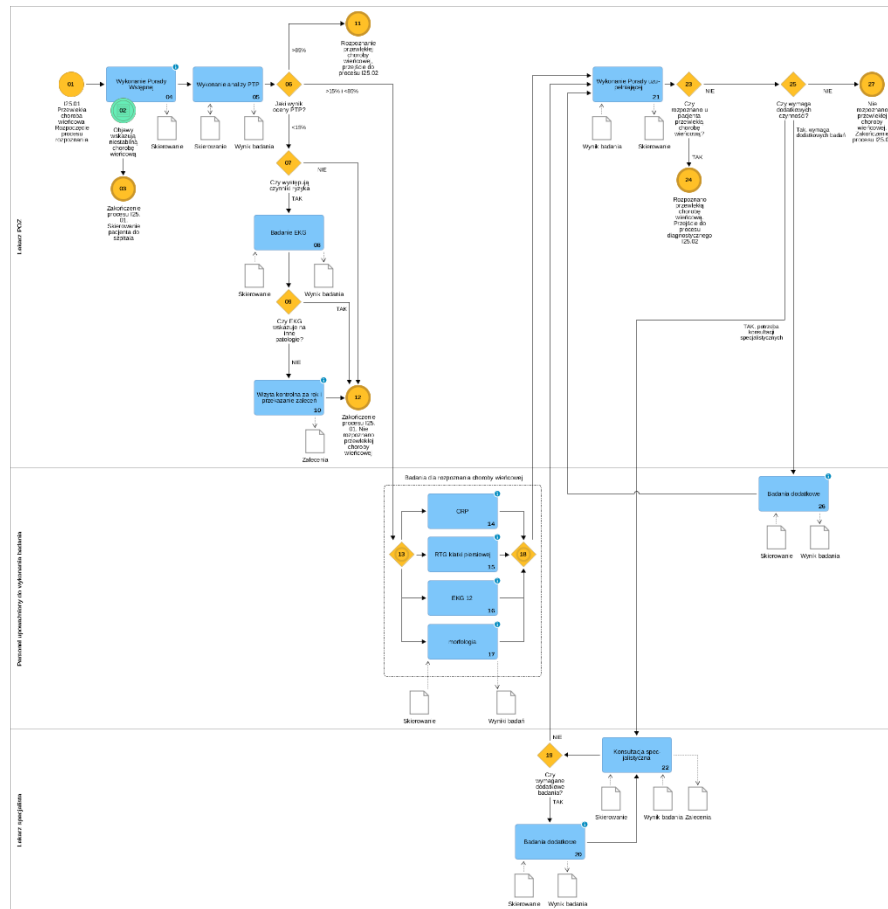 Lekarz POZ
01
I25.01
Przewlekła
choroba
wieńcowa
Rozpoczęcie
procesu
rozpoznania
Wykonanie Porady
Wstępnej
04
02
Objawy
wskazują
niestabilną
chorobę
wieńcową
03
Zakończenie
procesu I25.
01.
Skierowanie
pacjenta do
szpitala
Skierowanie
Wykonanie analizy PTP
05
Skierowanie
Wynik badania
06
Jaki wynik
oceny PTP?
>85%
11
Rozpoznanie
przewlekłej
choroby
wieńcowej,
przejście do
procesu I25.02
>15% i <85%
<15%
07
Czy występują
czynniki ryzyka
NIE
TAK
Badanie EKG
08
Skierowanie
Wynik badania
TAK
Czy EKG
wskazuje na
inne
patologie?
NIE
Wizyta kontrolna za rok i
przekazanie zaleceń
10
Zalecenia
12
Zakończenie
procesu I25.
01. Nie
rozpoznano
przewlekłej
choroby
wieńcowej
Wykonanie Porady uzu-
pełniającej
21
Wynik badania
Skierowanie
23
Czy
rozpoznano u
pacjenta
przewlekłą
chorobę
wieńcową?
NIE
TAK
24
Rozpoznano
przewlekłą
chorobę
wieńcową.
Przejście do
procesu
diagnostycznego
I25.02
25
Czy wymaga
dodatkowych
czynności?
NIE
Tak, wymaga
dodatkowych badań
27
Nie
rozpoznano
przewlekłej
choroby
wieńcowej.
Zakończenie
procesu I25.01
TAK, potrzeba
konsultacji
specjalistycznych
Personel upoważniony do wykonania badania
Badania dla rozpoznania choroby wieńcowej
13
CRP
14
RTG klatki piersiowej
15
EKG 12
16
morfologia
17
18
Skierowanie
Wyniki badań
Badania dodatkowe
26
Skierowanie
Wynik badania
Lekarz specjalista
NIE
19
Czy
wymagane
dodatkowe
badania?
TAK
Konsultacja spec-
jalistyczna
22
Skierowanie
Wynik badania
Zalecenia
Badania dodatkowe
20
Skierowanie
Wynik badania